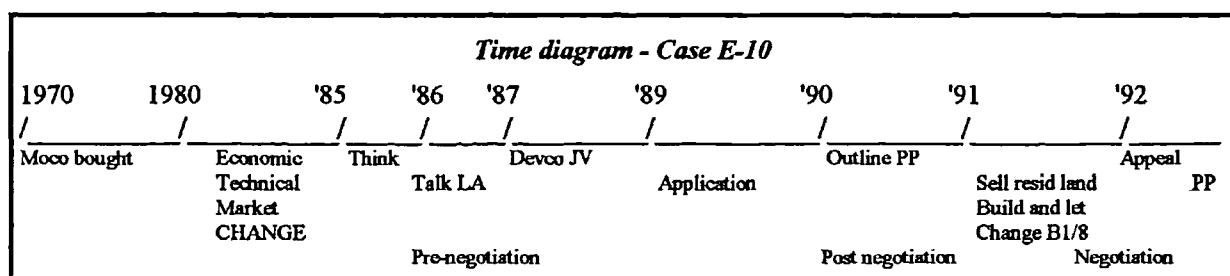 Time diagram - Case E-10
1970 1980 '85 '86 '87 '89 '90 '91 '92
/ / / / / / / / /
Moco bought Economic Think Devco JV Outline PP Appeal
Technical Talk LA Application Sell resid land PP
Market Build and let
CHANGE Change B1/8
Pre-negotiation Post negotiation Negotiation